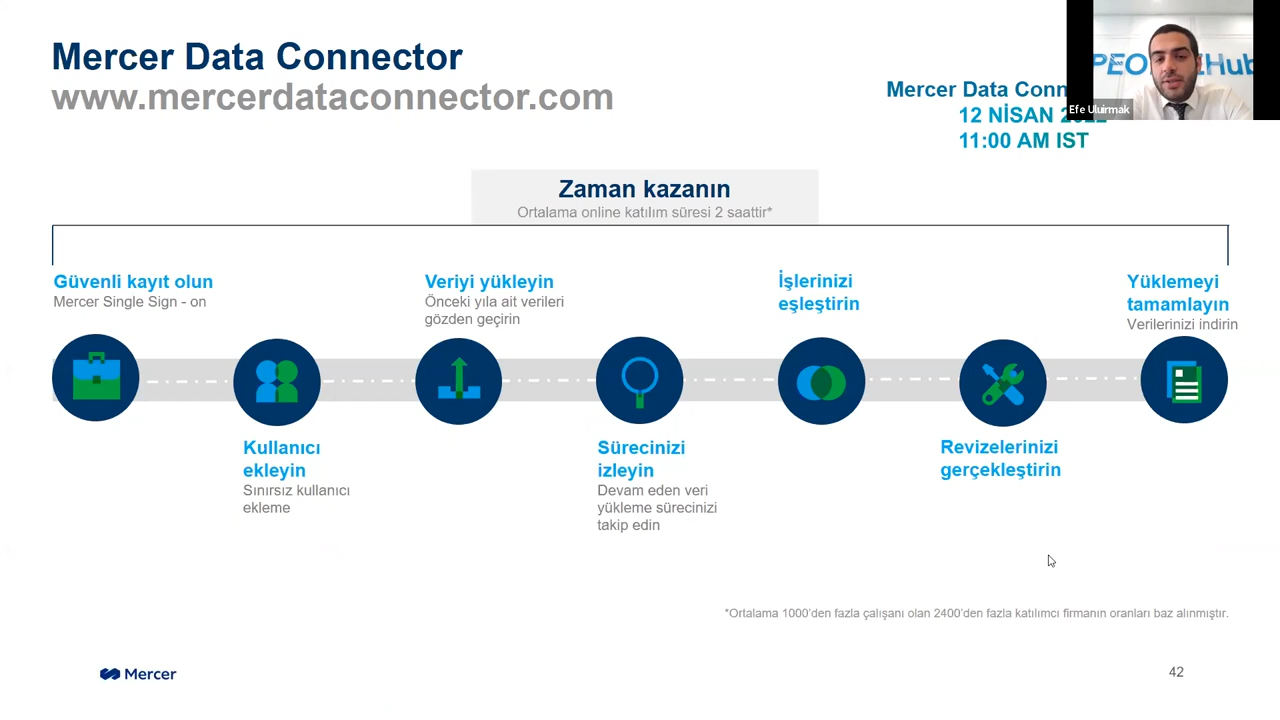 Mercer Data Connector
www.mercerdataconnector.com
Mercer Data
12 NİSAN
11:00 AM IST
Efe Uluirmak
Zaman kazanın
Ortalama online katılım süresi 2 saattir*
Güvenli kayıt olun
Mercer Single Sign - on
Veriyi yükleyin
Önceki yıla ait verileri
gözden geçirin
İşlerinizi
eşleştirin
Yüklemeyi
tamamlayın
Verilerinizi indirin
Kullanıcı
ekleyin
Sınırsız kullanıcı
ekleme
Sürecinizi
izleyin
Devam eden veri
yükleme sürecinizi
takip edin
Revizelerinizi
gerçekleştirin
*Ortalama 1000'den fazla çalışanı olan 2400'den fazla katılımcı firmanın oranları baz alınmıştır.
Mercer
42